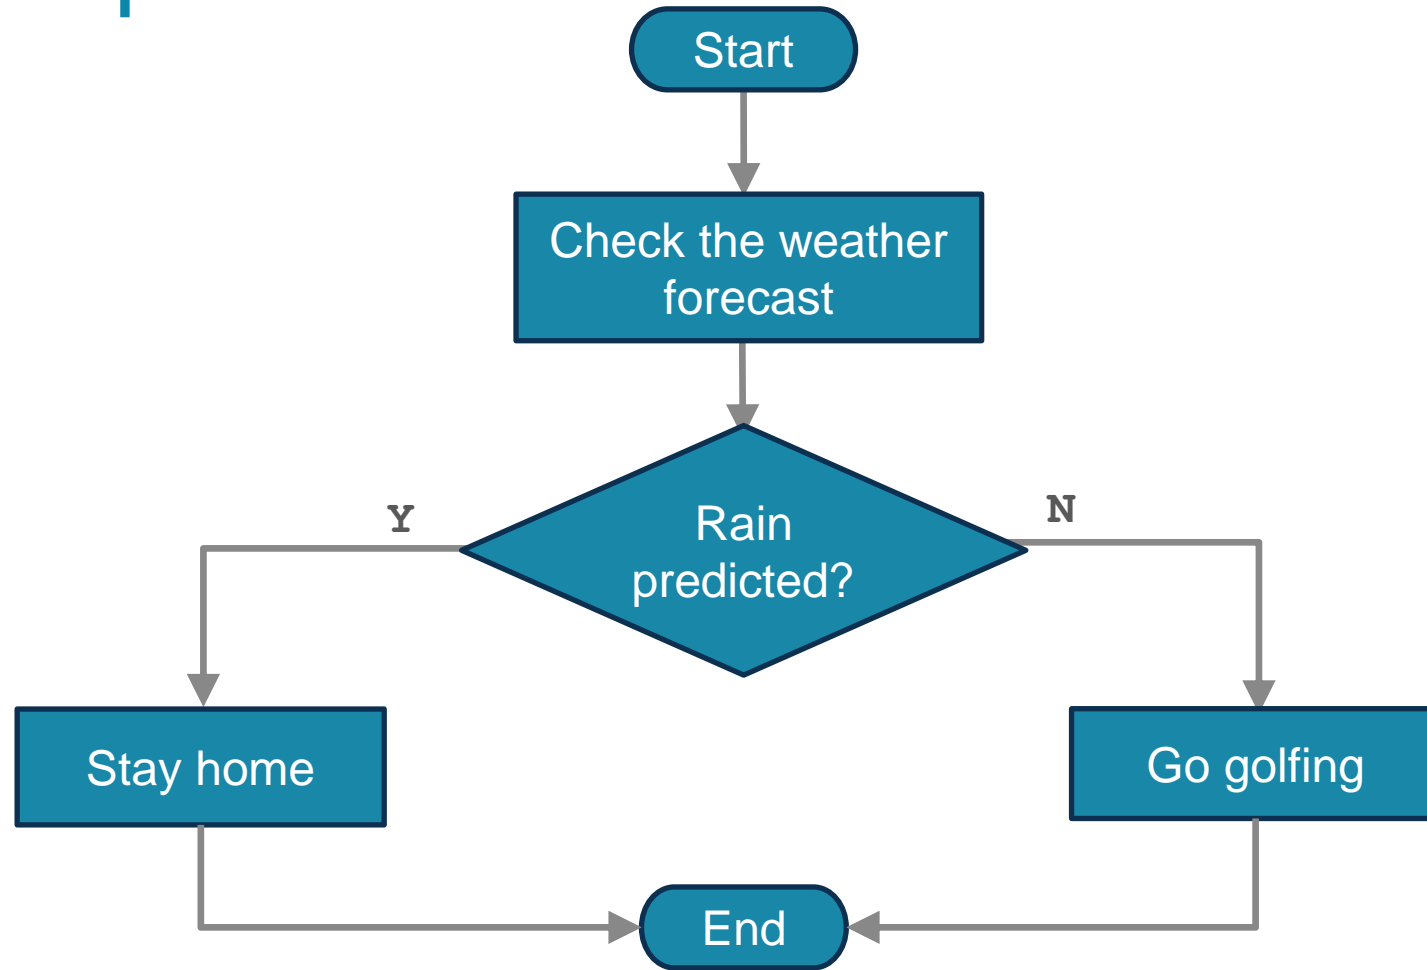 Start
Check the weather
forecast
Y
N
Rain
predicted?
Stay home
Go golfing
End